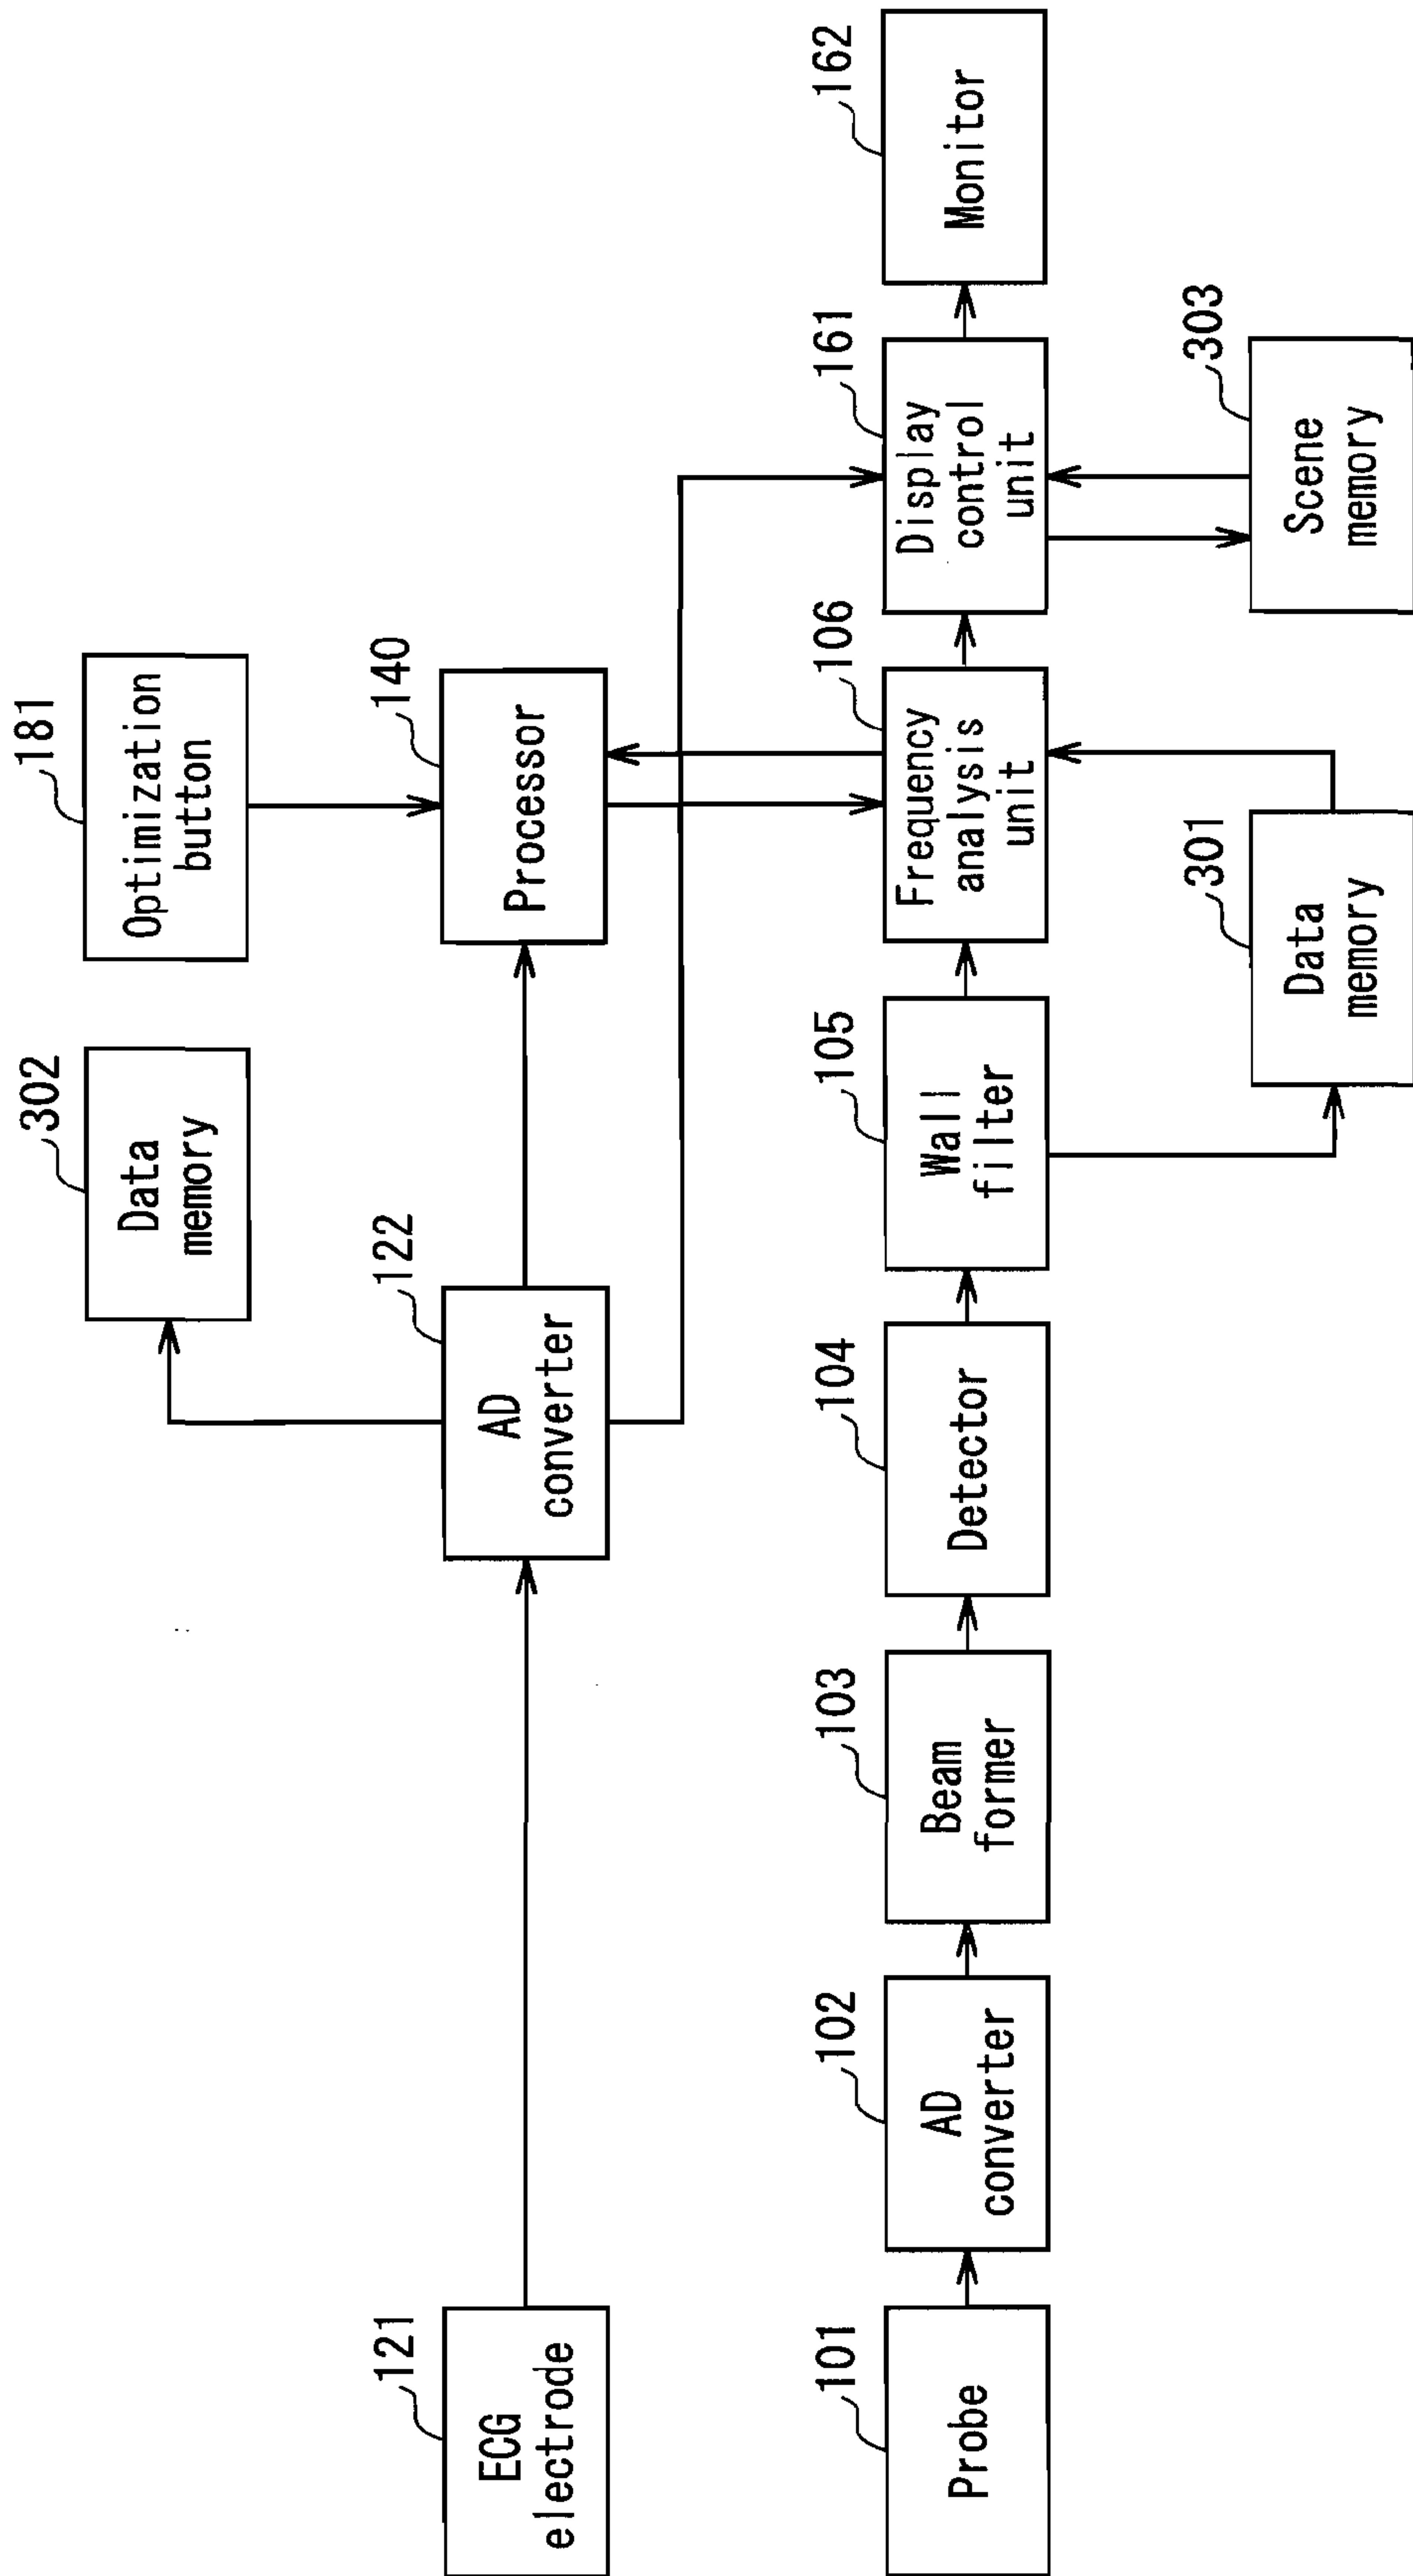 181
Optimization
button
302
Data
memory
140
Processor
122
AD
converter
121
ECG
electrode
101
Probe
102
AD
converter
103
Beam
former
104
Detector
105
Wall
filter
106
Frequency
analysis
unit
161
Display
control
unit
162
Monitor
301
Data
memory
303
Scene
memory